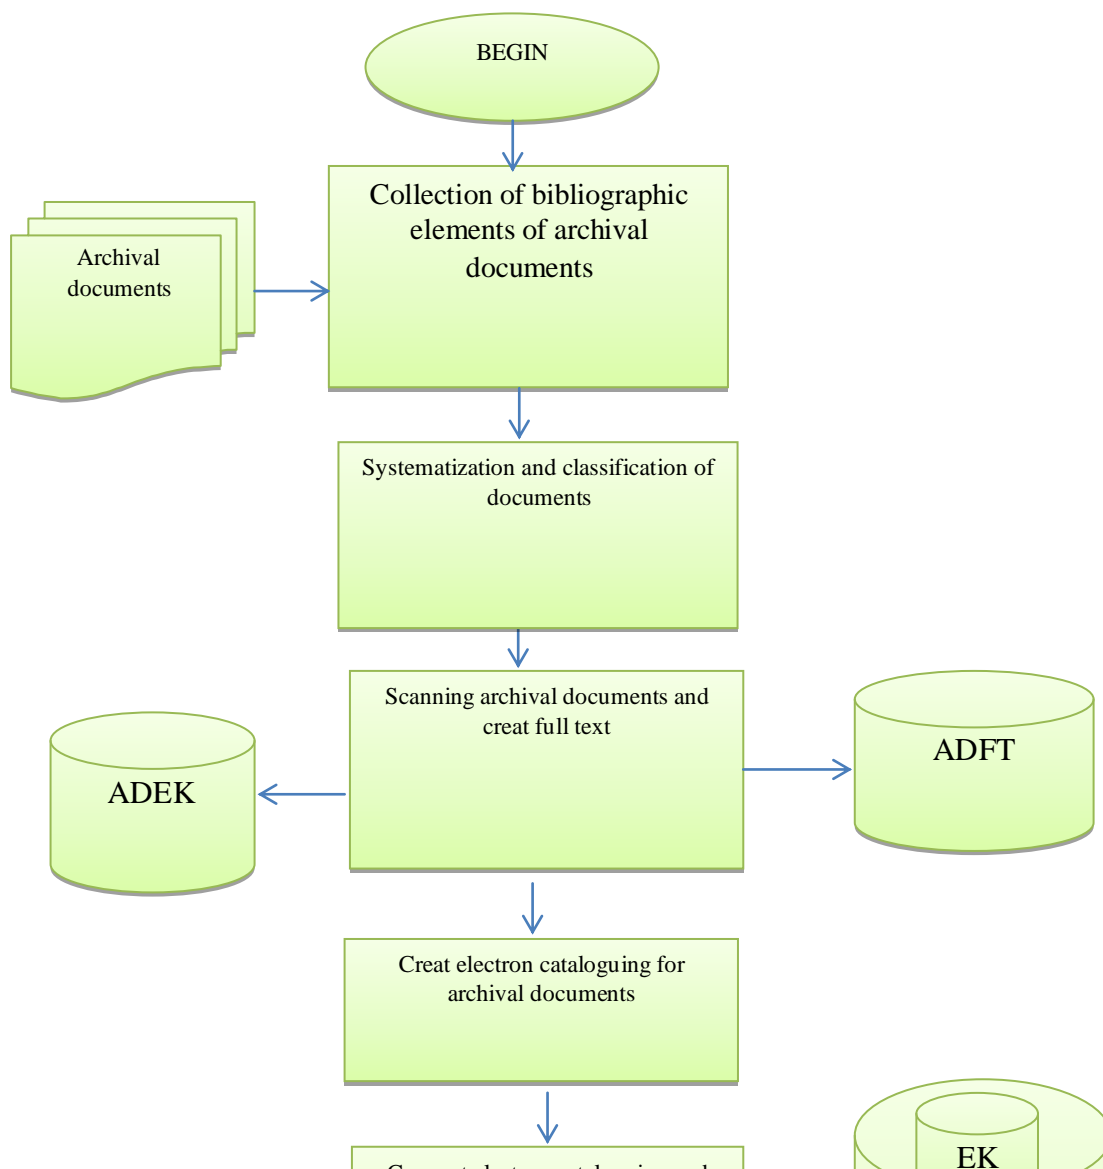 BEGIN
Collection of bibliographic
elements of archival
documents
Archival
documents
Systematization and classification of
documents
Scanning archival documents and
creat full text
ADEK
ADFT
Creat electron cataloguing for
archival documents
EK